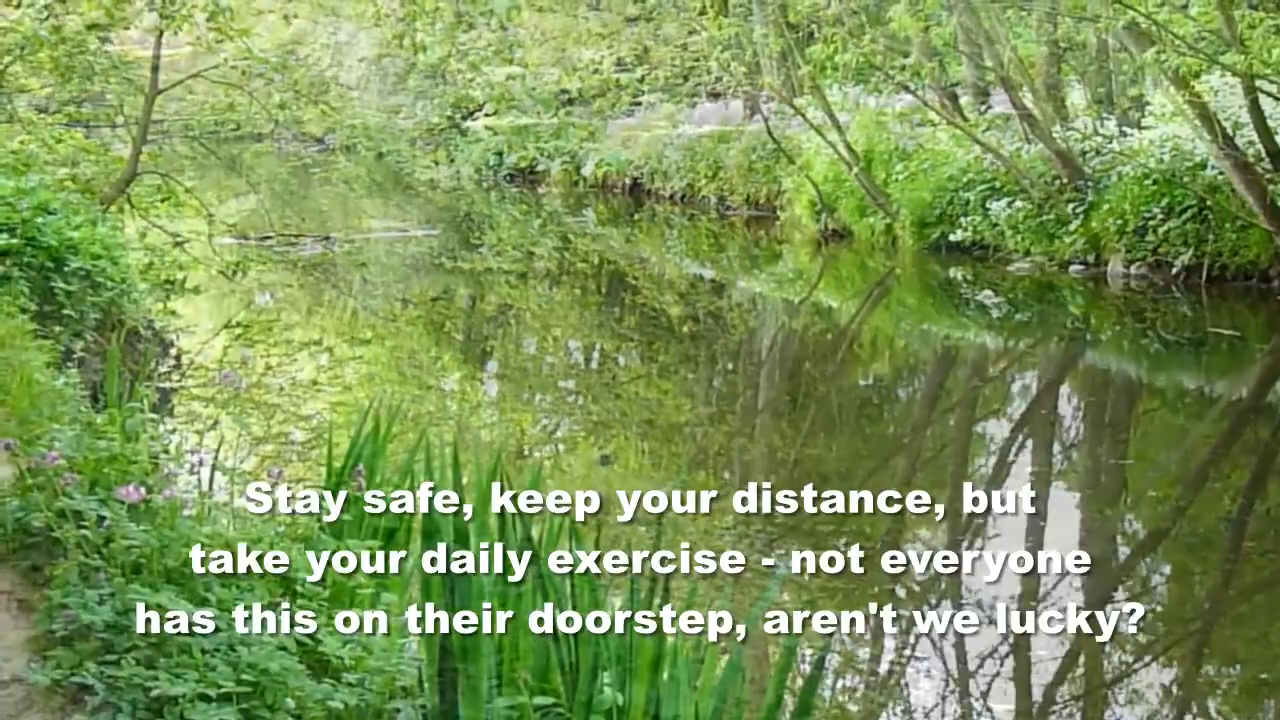 Stay safe, keep your distance, but
take your daily exercise - not everyone
has this on their doorstep, aren't we lucky?